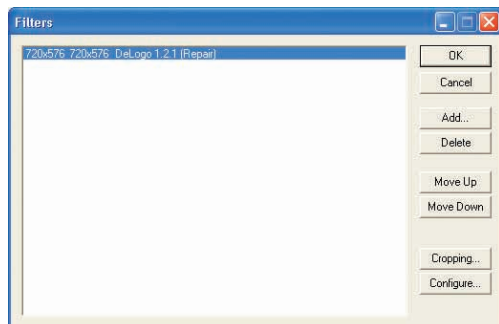 Filters
720x576 720x576 DeLogo 1.2.1 (Repair)
OK
Cancel
Add...
Delete
Move Up
Move Down
Cropping...
Configure...